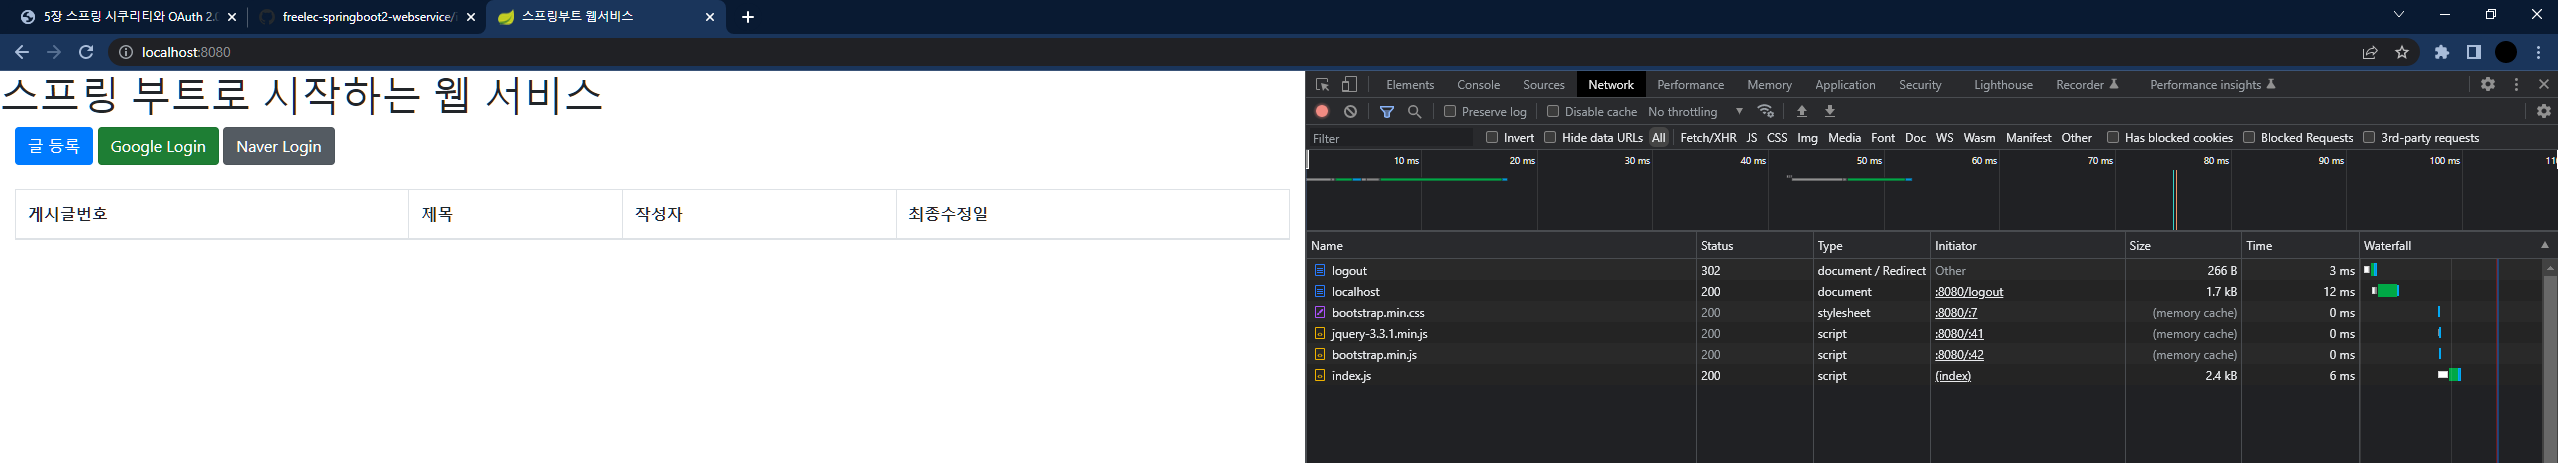 5장 스프링 시큐리티와 OAuth 2.0
freelec-springboot2-webservice/
스프링부트 웹서비스
localhost:8080
스프링 부트로 시작하는 웹 서비스
글 등록 Google Login Naver Login
게시글번호 제목 작성자 최종수정일
Elements Console Sources Network Performance Memory Application Security Lighthouse Recorder Performance insights
Preserve log Disable cache No throttling
Filter Invert Hide data URLs All Fetch/XHR JS CSS Img Media Font Doc WS Wasm Manifest Other Has blocked cookies Blocked Requests 3rd-party requests
10 ms 20 ms 30 ms 40 ms 50 ms 60 ms 70 ms 80 ms 90 ms 100 ms 110
Name Status Type Initiator Size Time Waterfall
logout 302 document / Redirect Other 266 B 3 ms
localhost 200 document :8080/logout 1.7 kB 12 ms
bootstrap.min.css 200 stylesheet :8080/:7 (memory cache) 0 ms
jquery-3.3.1.min.js 200 script :8080/:41 (memory cache) 0 ms
bootstrap.min.js 200 script :8080/:42 (memory cache) 0 ms
index.js 200 script (index) 2.4 kB 6 ms